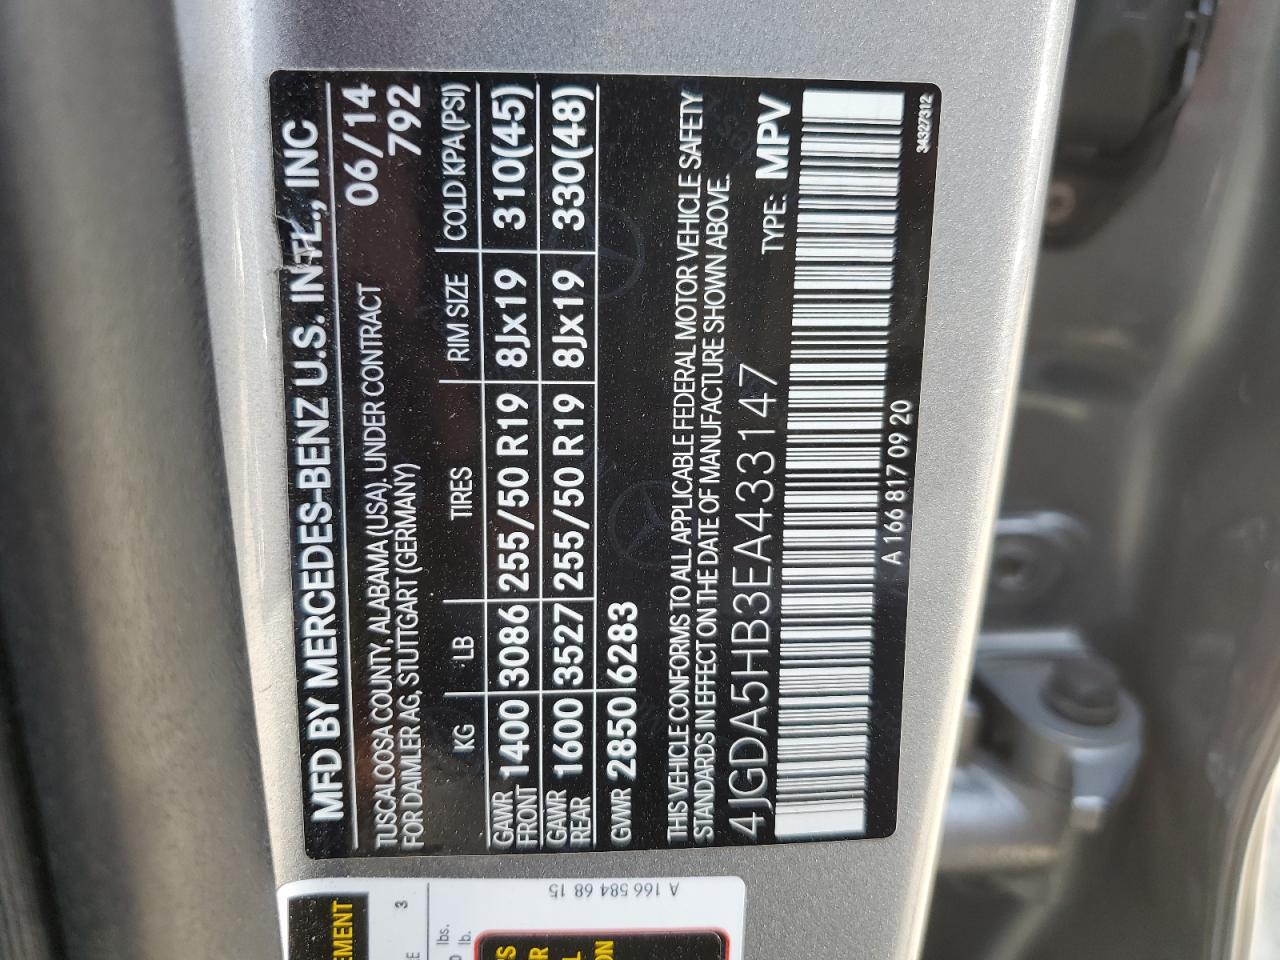 MFD BY MERCEDES-BENZ U.S. INTL., INC
TUSCALOOSA COUNTY, ALABAMA (USA), UNDER CONTRACT 06/14
FOR DAIMLER AG, STUTTGART (GERMANY) 792
KG LB TIRES RIM SIZE COLD KPA(PSI)
GAWR FRONT 1400 3086 255/50 R19 8Jx19 310(45)
GAWR REAR 1600 3527 255/50 R19 8Jx19 330(48)
GVWR 2850 6283
THIS VEHICLE CONFORMS TO ALL APPLICABLE FEDERAL MOTOR VEHICLE SAFETY
STANDARDS IN EFFECT ON THE DATE OF MANUFACTURE SHOWN ABOVE.
4JGDA5HB3EA433147 TYPE: MPV
A 166 817 09 20
34327312
A 166 584 68 15
3
lbs.
lb.